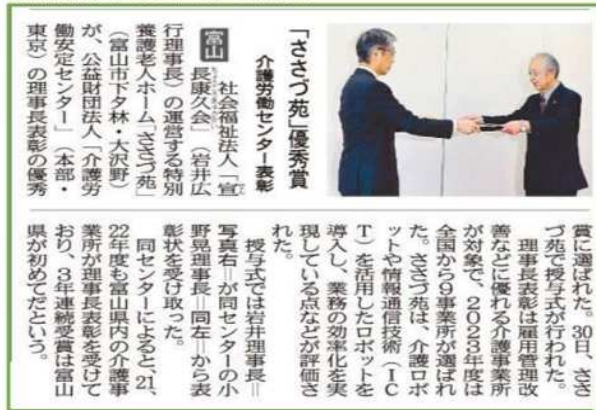 「ささづ苑」優秀賞
介護労働センター表彰
富山
社会福祉法人「宣
長康久会」（岩井広
行理事長）の運営する特別
養護老人ホーム「ささづ苑」
（富山市下夕林・大沢野）
が、公益財団法人「介護労
働安定センター」（本部・
東京）の理事長表彰の優秀
賞に選ばれた。30日、ささ
づ苑で授与式が行われた。
理事長表彰は雇用管理改
善などに優れる介護事業所
が対象で、2023年度は
全国から9事業所が選ばれ
た。ささづ苑は、介護ロボ
ットや情報通信技術（IC
T）を活用したロボットを
導入し、業務の効率化を実
現している点などが評価さ
れた。
授与式では岩井理事長＝
写真右＝が同センターの小
野晃理事長＝同左＝から表
彰状を受け取った。
同センターによると、21、
22年度も富山県内の介護事
業所が理事長表彰を受けて
おり、3年連続受賞は富山
県が初めてだという。